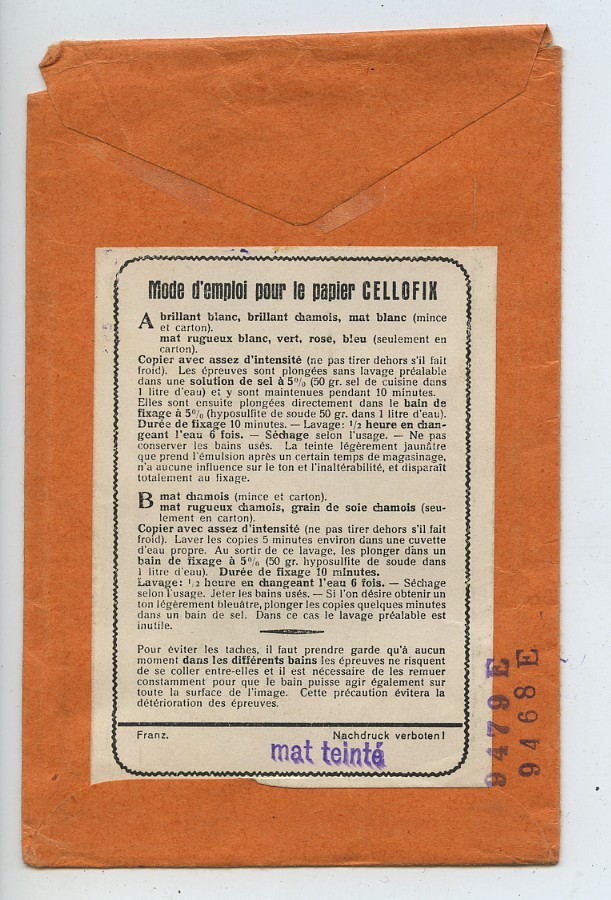 Mode d'emploi pour le papier CELLOFIX
A brillant blanc, brillant chamois, mat blanc (mince
et carton).
mat rugueux blanc, vert, rose, bleu (seulement en
carton).
Copier avec assez d'intensité (ne pas tirer dehors s'il fait
froid). Les épreuves sont plongées sans lavage préalable
dans une solution de sel à 5% (50 gr. sel de cuisine dans
1 litre d'eau) et y sont maintenues pendant 10 minutes.
Elles sont ensuite plongées directement dans le bain de
fixage à 5% (hyposulfite de soude 50 gr. dans 1 litre d'eau).
Durée de fixage 10 minutes. — Lavage: 1/2 heure en chan-
geant l'eau 6 fois. — Séchage selon l'usage. — Ne pas
conserver les bains usés. La teinte légèrement jaunâtre
que prend l'émulsion après un certain temps de magasinage,
n'a aucune influence sur le ton et l'inaltérabilité, et disparaît
totalement au fixage.
B mat chamois (mince et carton).
mat rugueux chamois, grain de soie chamois (seu-
lement en carton).
Copier avec assez d'intensité (ne pas tirer dehors s'il fait
froid). Laver les copies 5 minutes environ dans une cuvette
d'eau propre. Au sortir de ce lavage, les plonger dans un
bain de fixage à 5% (50 gr. hyposulfite de soude dans
1 litre d'eau). Durée de fixage 10 minutes.
Lavage: 1/2 heure en changeant l'eau 6 fois. — Séchage
selon l'usage. Jeter les bains usés. — Si l'on désire obtenir un
ton légèrement bleuâtre, plonger les copies quelques minutes
dans un bain de sel. Dans ce cas le lavage préalable est
inutile.
Pour éviter les taches, il faut prendre garde qu'à aucun
moment dans les différents bains les épreuves ne risquent
de se coller entre-elles et il est nécessaire de les remuer
constamment pour que le bain puisse agir également sur
toute la surface de l'image. Cette précaution évitera la
détérioration des épreuves.
Franz. Nachdruck verboten!
mat teinté
9479 E
9468 E